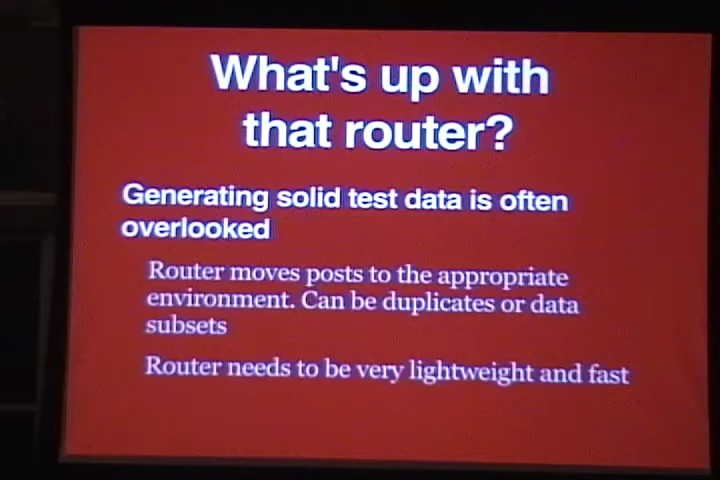 What's up with
that router?
Generating solid test data is often
overlooked
Router moves posts to the appropriate
environment. Can be duplicates or data
subsets
Router needs to be very lightweight and fast